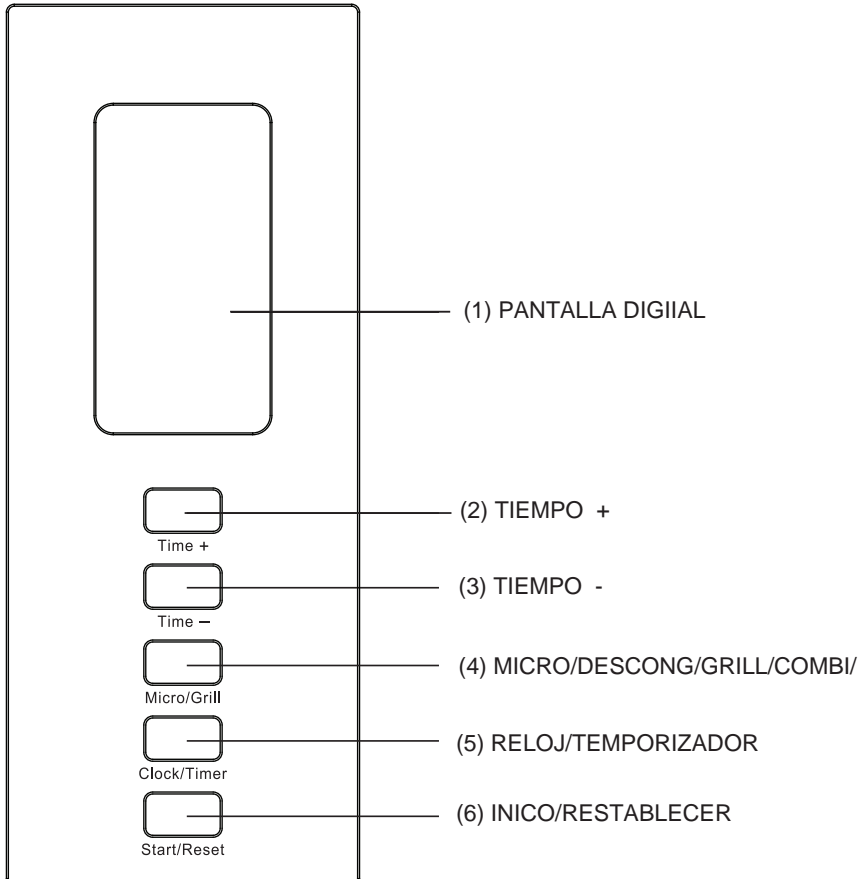 (1) PANTALLA DIGIIAL
(2) TIEMPO +
Time +
(3) TIEMPO -
Time −
(4) MICRO/DESCONG/GRILL/COMBI/
Micro/Grill
(5) RELOJ/TEMPORIZADOR
Clock/Timer
(6) INICO/RESTABLECER
Start/Reset